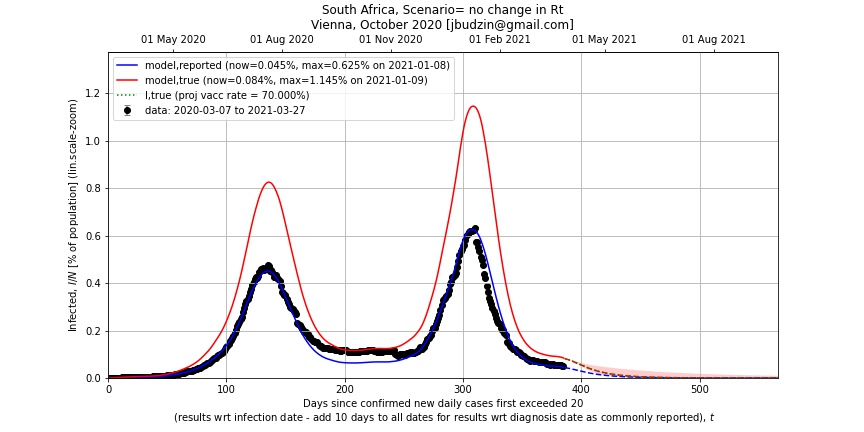 South Africa, Scenario= no change in Rt
Vienna, October 2020 [jbudzin@gmail.com]
01 May 2020 01 Aug 2020 01 Nov 2020 01 Feb 2021 01 May 2021 01 Aug 2021
model,reported (now=0.045%, max=0.625% on 2021-01-08)
model,true (now=0.084%, max=1.145% on 2021-01-09)
I,true (proj vacc rate = 70.000%)
data: 2020-03-07 to 2021-03-27
Infected, I/N [% of population] (lin.scale-zoom)
1.2
1.0
0.8
0.6
0.4
0.2
0.0
0 100 200 300 400 500
Days since confirmed new daily cases first exceeded 20
(results wrt infection date - add 10 days to all dates for results wrt diagnosis date as commonly reported), t